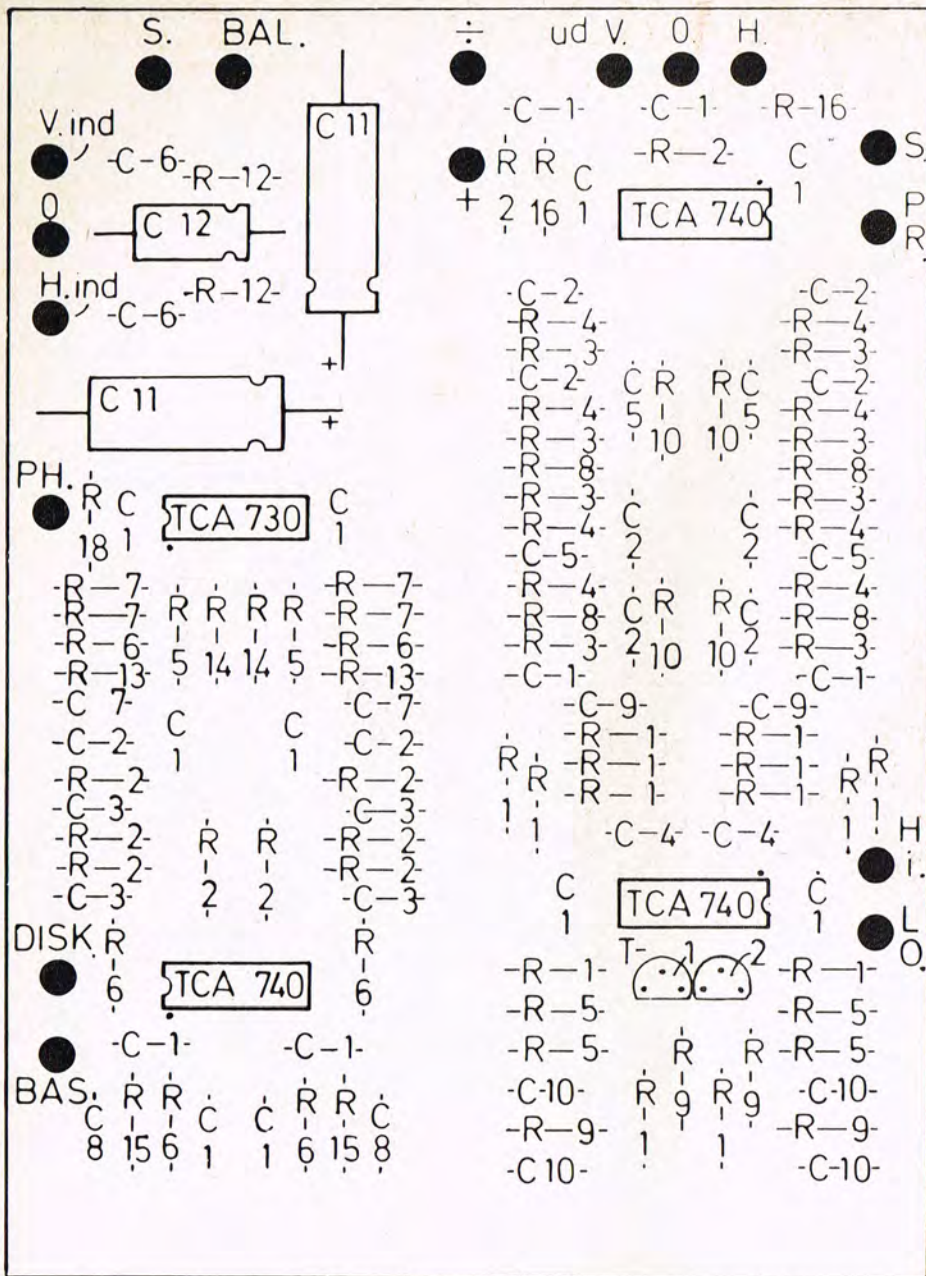 S. BAL. ÷ ud V. O. H.
-C-1- -C-1- -R-16-
V.ind -C-6- -R-12- C 11 + R-2 R-16 C 1 -R-2- C 1 S.
O C 12 TCA 740 P R.
H.ind -C-6- -R-12-
+
C 11 +
-C-2- -C-2-
-R-4- -R-4-
-R-3- -R-3-
-C-2- C 5 R-10 R-10 C 5 -C-2-
-R-4- -R-4-
-R-3- -R-3-
-R-8- -R-8-
-R-3- -R-3-
-R-4- C 2 C 2 -R-4-
-C-5- -C-5-
-R-4- -R-4-
-R-8- C 2 R-10 R-10 C 2 -R-8-
-R-3- -R-3-
-C-1- -C-1-
PH. R-18 C 1 TCA 730 C 1
-R-7- -R-7-
-R-7- R-5 R-14 R-14 R-5 -R-7-
-R-6- -R-6-
-R-13- -R-13-
-C 7- -C-7-
-C-2- C 1 C 1 -C-2-
-R-2- -R-2-
-C-3- -C-3-
-R-2- R-2 R-2 -R-2-
-R-2- -R-2-
-C-3- -C-3-
-C-9- -C-9-
-R-1- -R-1-
R-1 R-1 -R-1- -R-1- R-1 R-1
-R-1- -R-1-
-C-4- -C-4- H i.
C 1 TCA 740 C 1 L O.
DISK. R-6 TCA 740 R-6
T- 1 2
-R-1- -R-1-
-R-5- -R-5-
-R-5- R-9 R-9 -R-5-
-C-10- R-1 R-1 -C-10-
-R-9- -R-9-
-C 10- -C-10-
-C-1- -C-1-
BAS. C 8 R-15 R-6 C 1 C 1 R-6 R-15 C 8